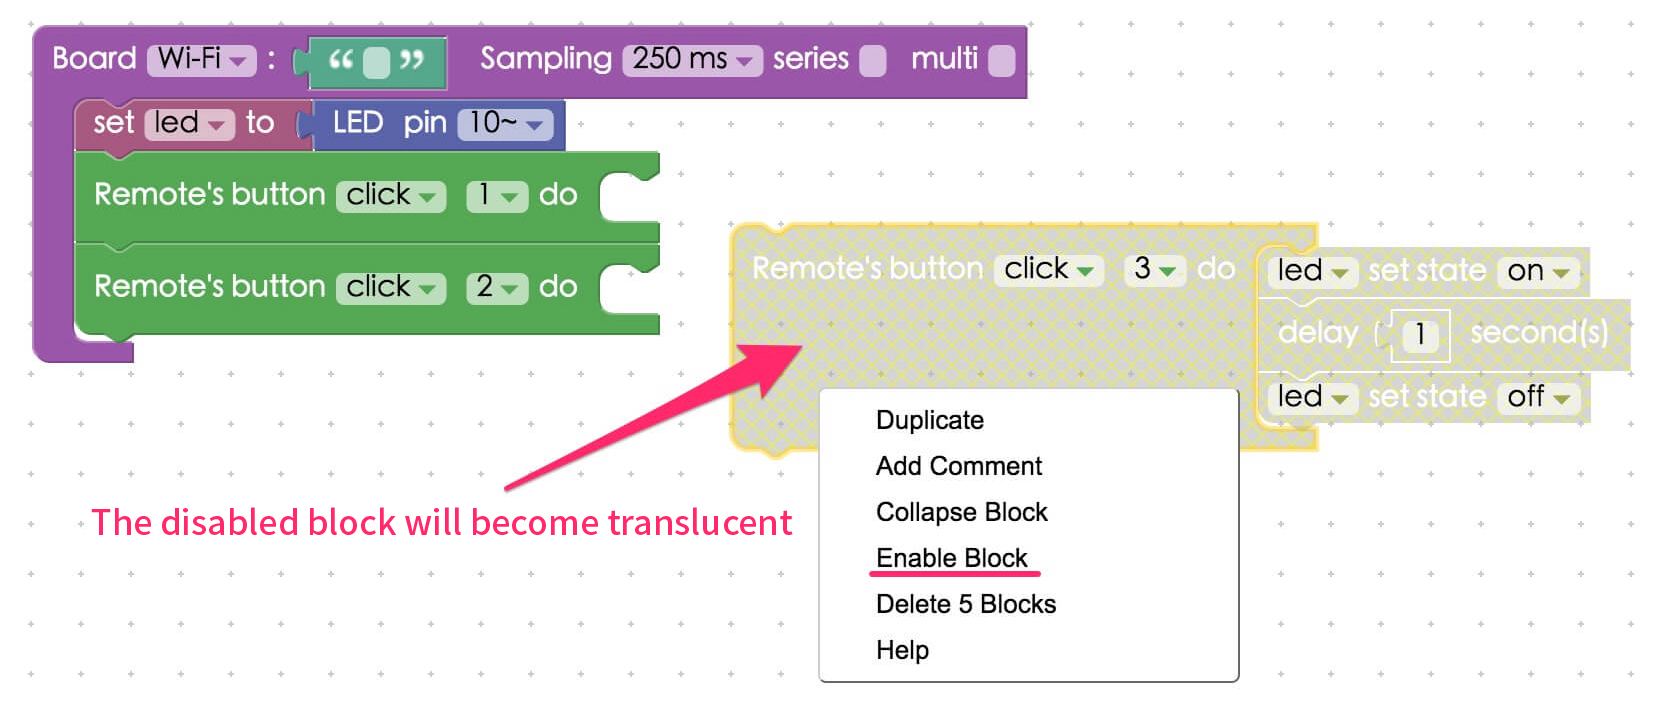 Board Wi-Fi : “ ” Sampling 250 ms series multi
set led to LED pin 10~
Remote's button click 1 do
Remote's button click 2 do
Remote's button click 3 do led set state on
delay 1 second(s)
led set state off
The disabled block will become translucent
Duplicate
Add Comment
Collapse Block
Enable Block
Delete 5 Blocks
Help